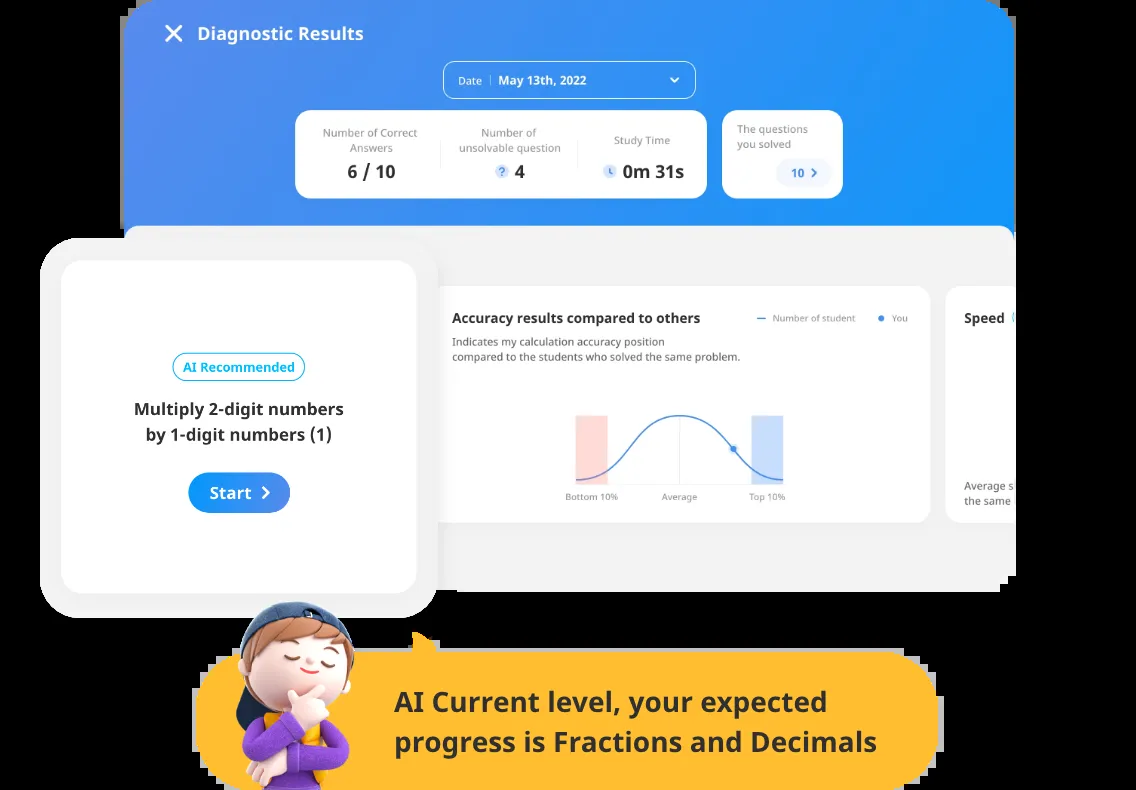 Diagnostic Results
Date | May 13th, 2022
Number of Correct
Answers
6 / 10
Number of
unsolvable question
? 4
Study Time
0m 31s
The questions
you solved
10
AI Recommended
Multiply 2-digit numbers
by 1-digit numbers (1)
Start
Accuracy results compared to others
Number of student
You
Indicates my calculation accuracy position
compared to the students who solved the same problem.
Bottom 10%
Average
Top 10%
Speed
Average s
the same
AI Current level, your expected
progress is Fractions and Decimals